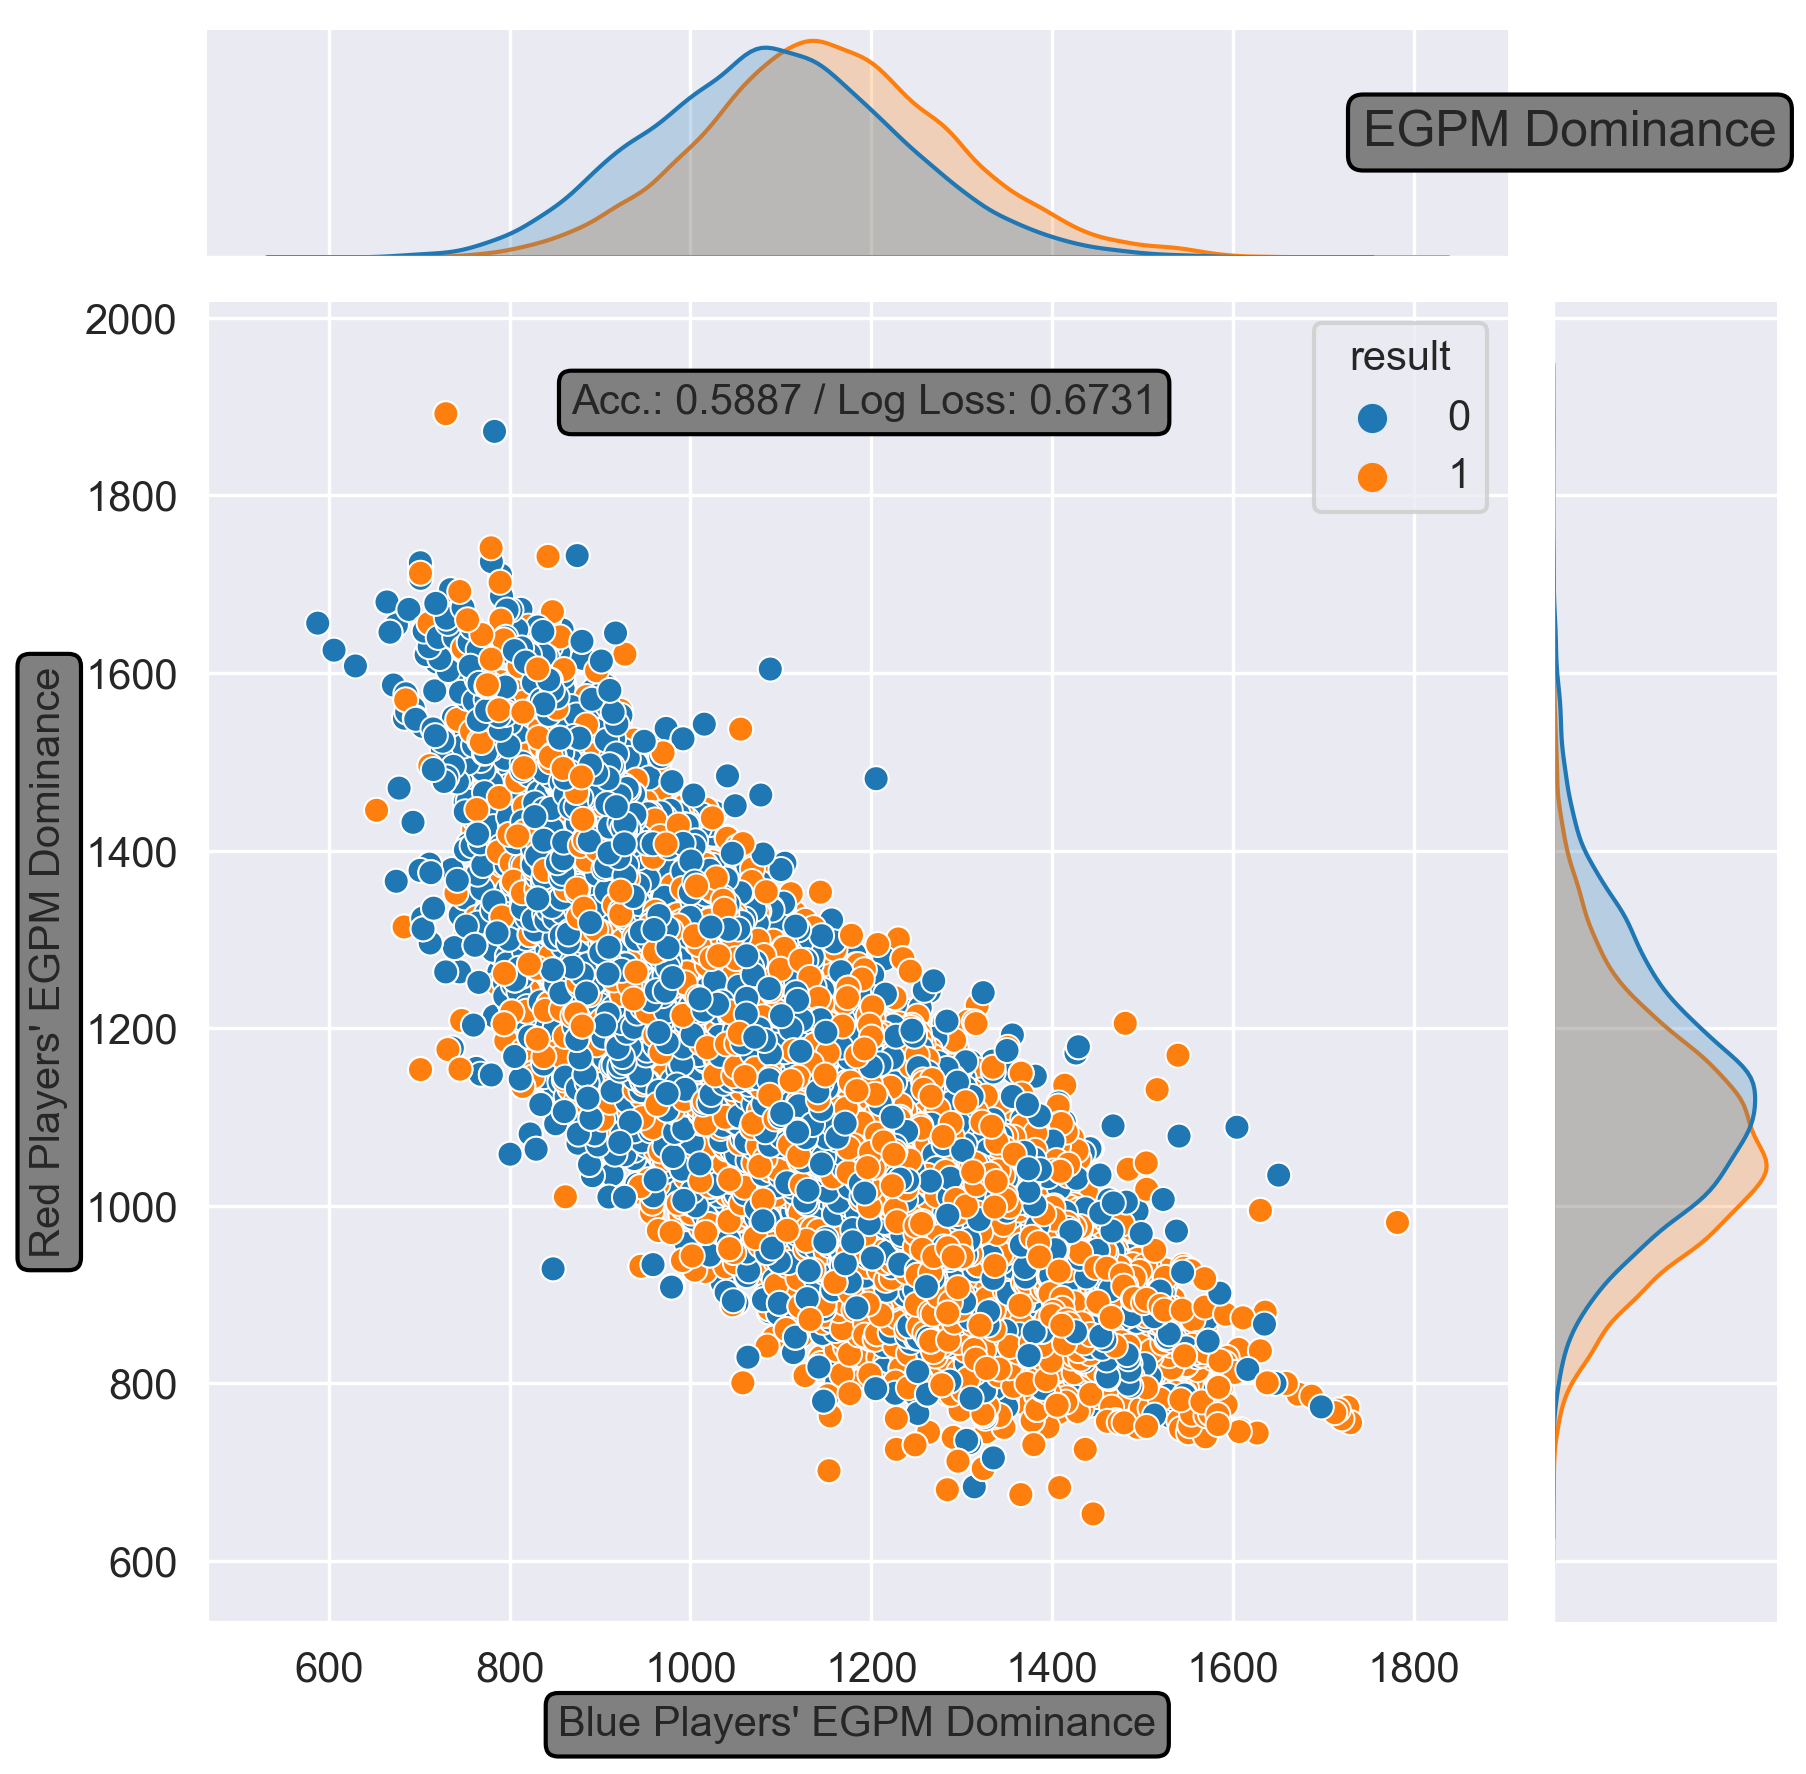 EGPM Dominance
Acc.: 0.5887 / Log Loss: 0.6731
result
0
1
2000
1800
1600
1400
1200
1000
800
600
Red Players' EGPM Dominance
600 800 1000 1200 1400 1600 1800
Blue Players' EGPM Dominance